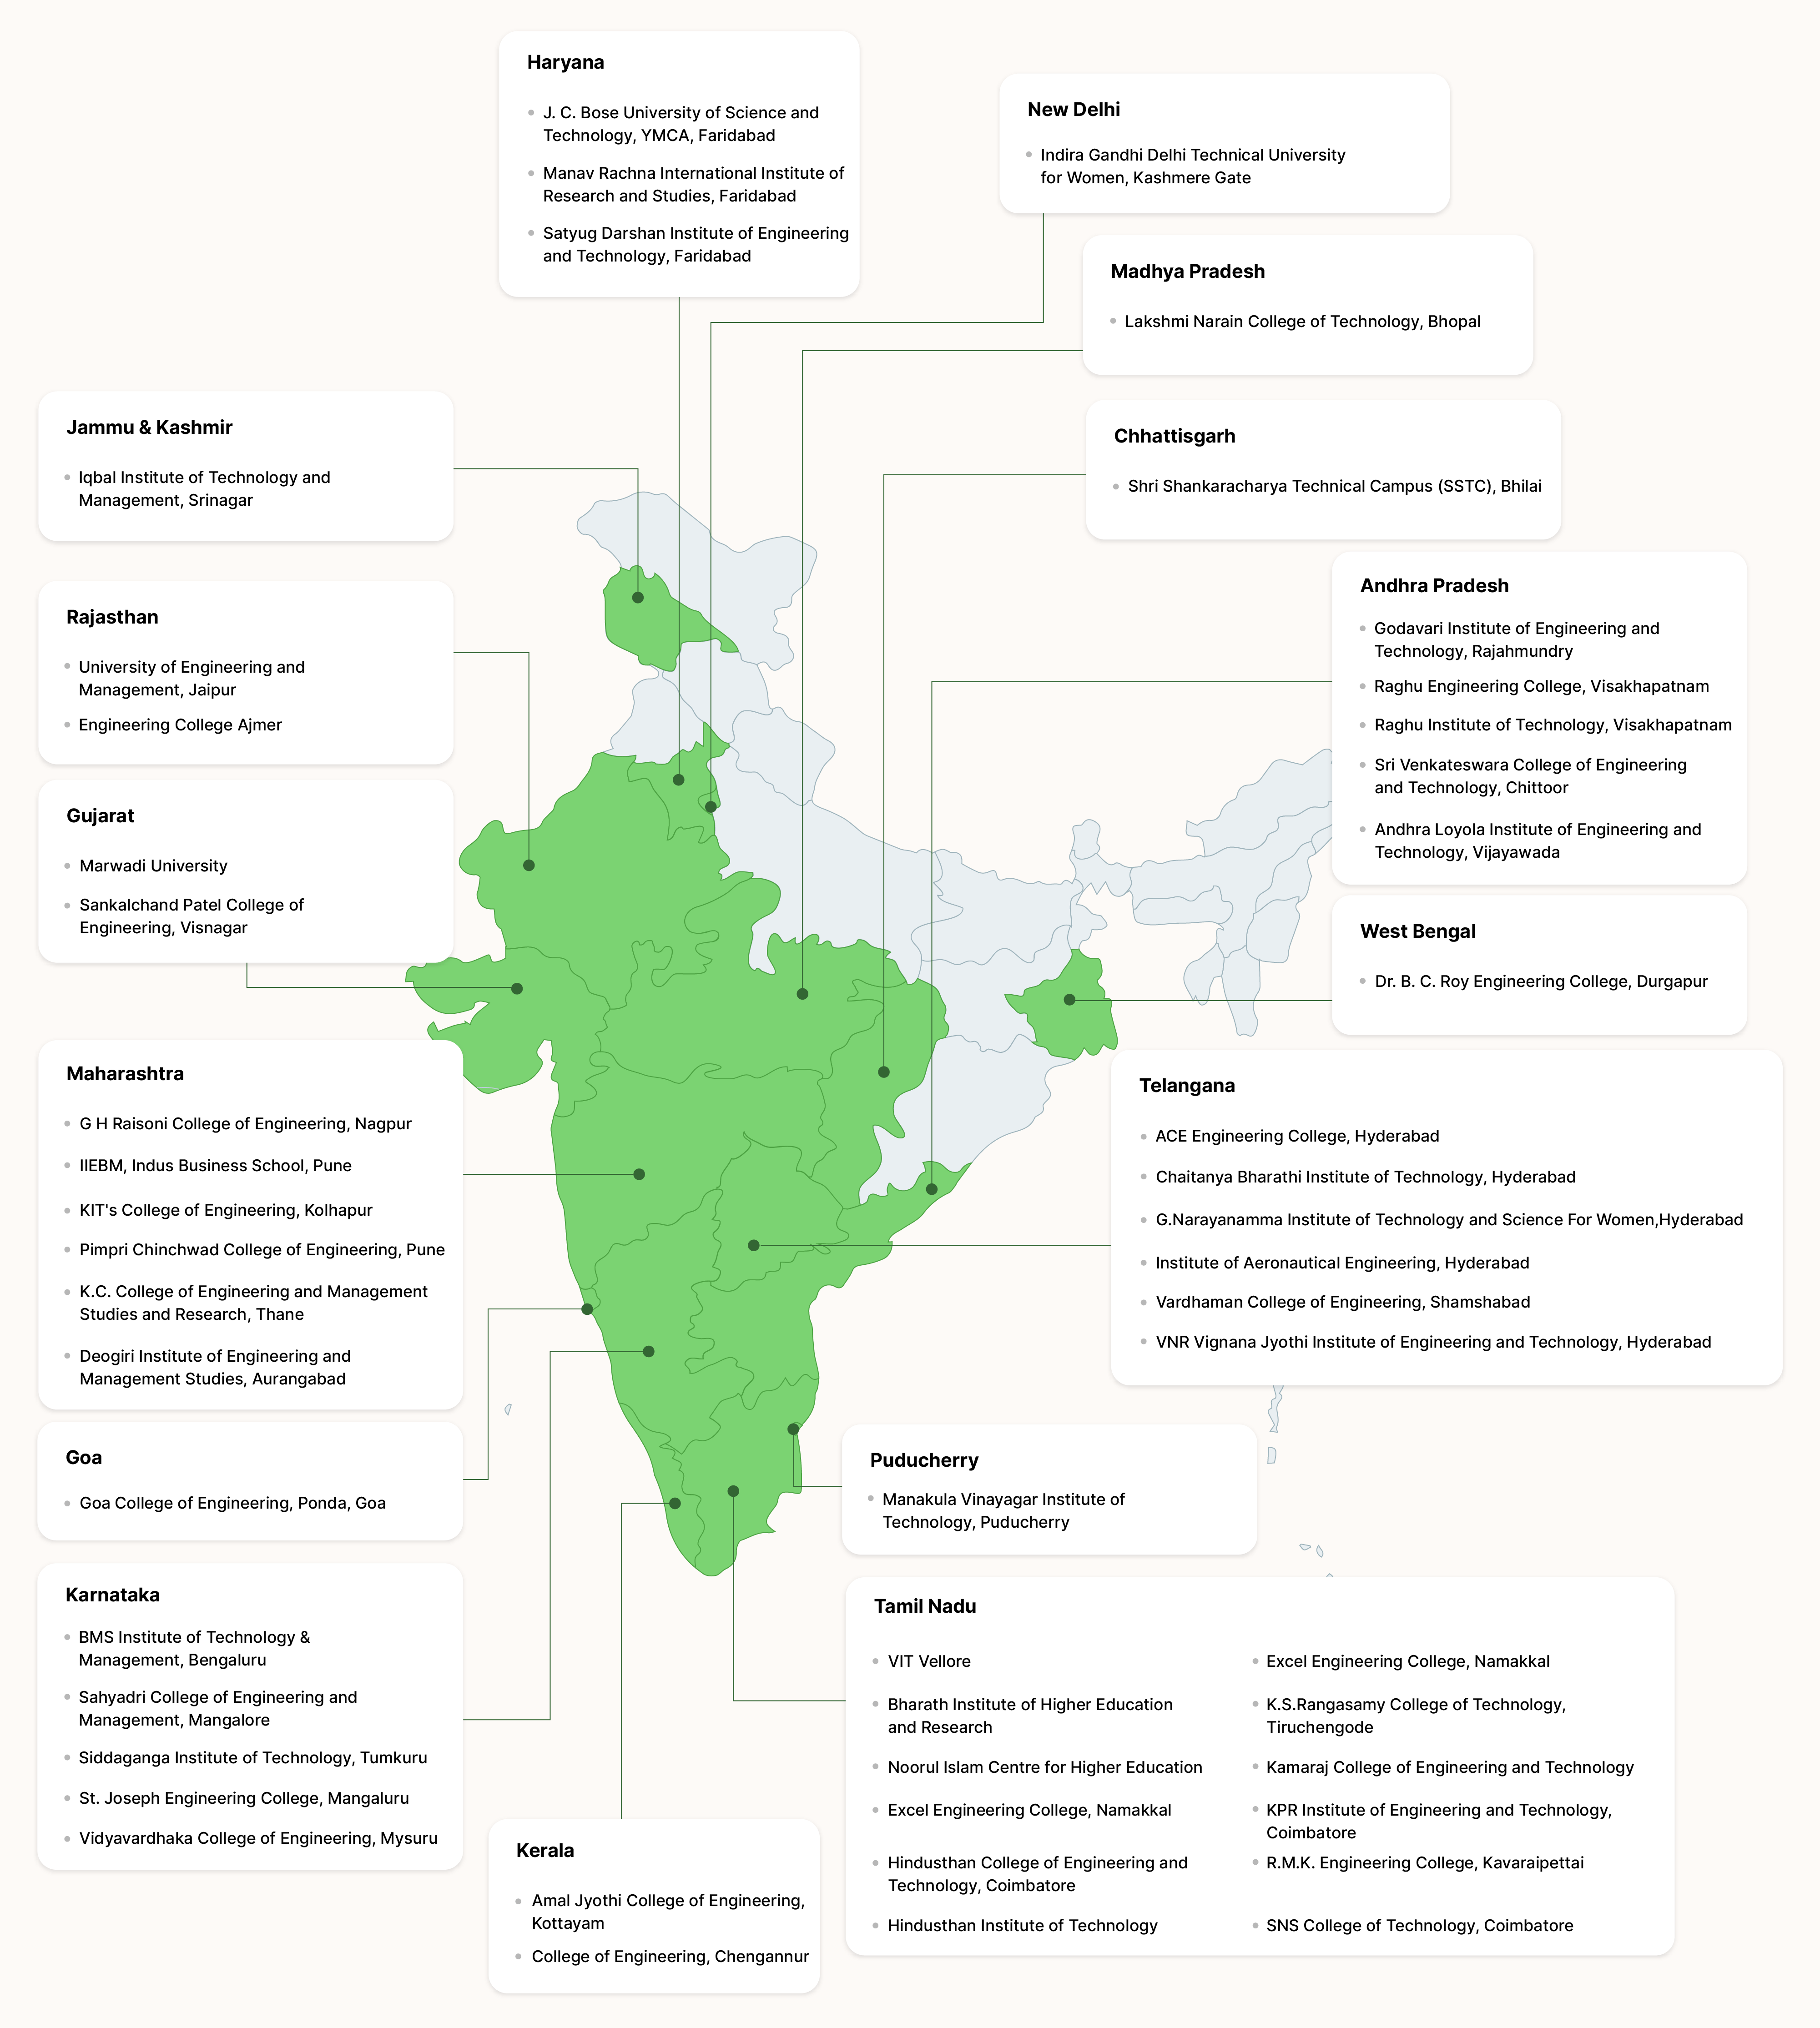 Haryana
J. C. Bose University of Science and
Technology, YMCA, Faridabad
Manav Rachna International Institute of
Research and Studies, Faridabad
Satyug Darshan Institute of Engineering
and Technology, Faridabad
New Delhi
Indira Gandhi Delhi Technical University
for Women, Kashmere Gate
Madhya Pradesh
Lakshmi Narain College of Technology, Bhopal
Jammu & Kashmir
Iqbal Institute of Technology and
Management, Srinagar
Chhattisgarh
Shri Shankaracharya Technical Campus (SSTC), Bhilai
Rajasthan
University of Engineering and
Management, Jaipur
Engineering College Ajmer
Andhra Pradesh
Godavari Institute of Engineering and
Technology, Rajahmundry
Raghu Engineering College, Visakhapatnam
Raghu Institute of Technology, Visakhapatnam
Sri Venkateswara College of Engineering
and Technology, Chittoor
Andhra Loyola Institute of Engineering and
Technology, Vijayawada
Gujarat
Marwadi University
Sankalchand Patel College of
Engineering, Visnagar
West Bengal
Dr. B. C. Roy Engineering College, Durgapur
Maharashtra
G H Raisoni College of Engineering, Nagpur
IIEBM, Indus Business School, Pune
KIT's College of Engineering, Kolhapur
Pimpri Chinchwad College of Engineering, Pune
K.C. College of Engineering and Management
Studies and Research, Thane
Deogiri Institute of Engineering and
Management Studies, Aurangabad
Telangana
ACE Engineering College, Hyderabad
Chaitanya Bharathi Institute of Technology, Hyderabad
G.Narayanamma Institute of Technology and Science For Women,Hyderabad
Institute of Aeronautical Engineering, Hyderabad
Vardhaman College of Engineering, Shamshabad
VNR Vignana Jyothi Institute of Engineering and Technology, Hyderabad
Goa
Goa College of Engineering, Ponda, Goa
Puducherry
Manakula Vinayagar Institute of
Technology, Puducherry
Karnataka
BMS Institute of Technology &
Management, Bengaluru
Sahyadri College of Engineering and
Management, Mangalore
Siddaganga Institute of Technology, Tumkuru
St. Joseph Engineering College, Mangaluru
Vidyavardhaka College of Engineering, Mysuru
Tamil Nadu
VIT Vellore
Bharath Institute of Higher Education
and Research
Noorul Islam Centre for Higher Education
Excel Engineering College, Namakkal
Hindusthan College of Engineering and
Technology, Coimbatore
Hindusthan Institute of Technology
Excel Engineering College, Namakkal
K.S.Rangasamy College of Technology,
Tiruchengode
Kamaraj College of Engineering and Technology
KPR Institute of Engineering and Technology,
Coimbatore
R.M.K. Engineering College, Kavaraipettai
SNS College of Technology, Coimbatore
Kerala
Amal Jyothi College of Engineering,
Kottayam
College of Engineering, Chengannur